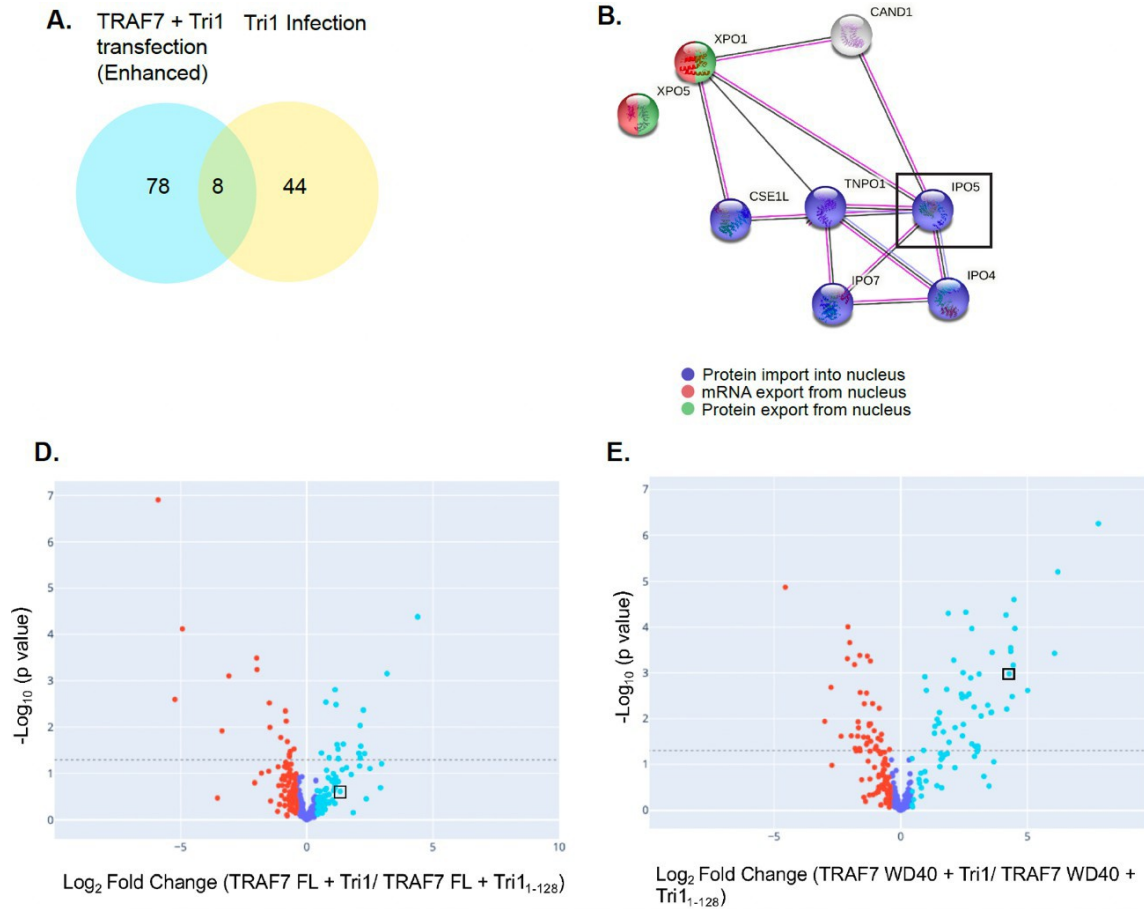 A.
TRAF7 + Tri1
transfection
(Enhanced)
Tri1 Infection
78
8
44
B.
XPO1
CAND1
XPO5
CSE1L
TNPO1
IPO5
IPO7
IPO4
Protein import into nucleus
mRNA export from nucleus
Protein export from nucleus
D.
-Log₁₀ (p value)
7
6
5
4
3
2
1
0
−5
0
5
10
Log₂ Fold Change (TRAF7 FL + Tri1/ TRAF7 FL + Tri1₁₋₁₂₈)
E.
-Log₁₀ (p value)
7
6
5
4
3
2
1
0
−5
0
5
Log₂ Fold Change (TRAF7 WD40 + Tri1/ TRAF7 WD40 +
Tri1₁₋₁₂₈)